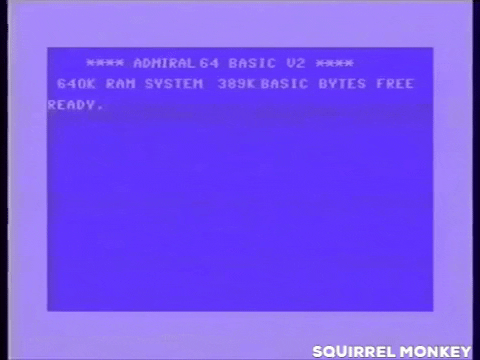 **** ADMIRAL 64 BASIC V2 ****
640K RAM SYSTEM 389K BASIC BYTES FREE
READY.
SQUIRREL MONKEY